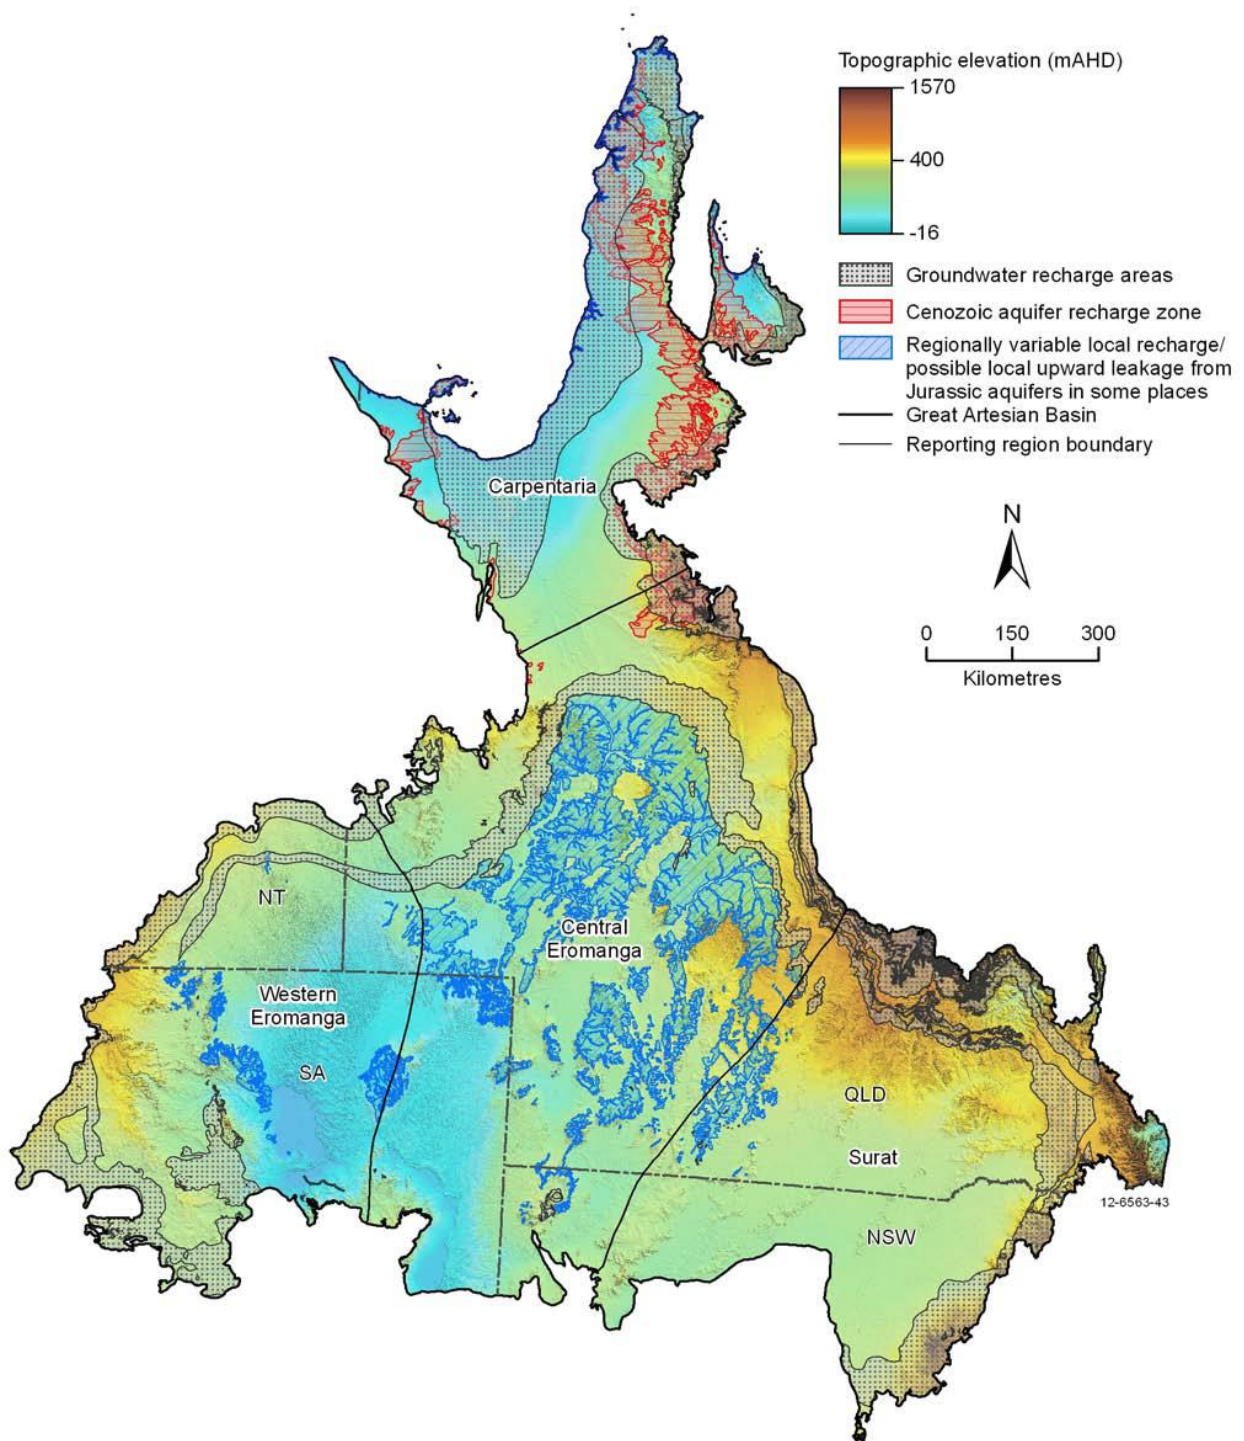 Topographic elevation (mAHD)
1570
400
-16
Groundwater recharge areas
Cenozoic aquifer recharge zone
Regionally variable local recharge/
possible local upward leakage from
Jurassic aquifers in some places
Great Artesian Basin
Reporting region boundary
N
0 150 300
Kilometres
Carpentaria
NT
Central
Eromanga
Western
Eromanga
SA
QLD
Surat
12-6563-43
NSW